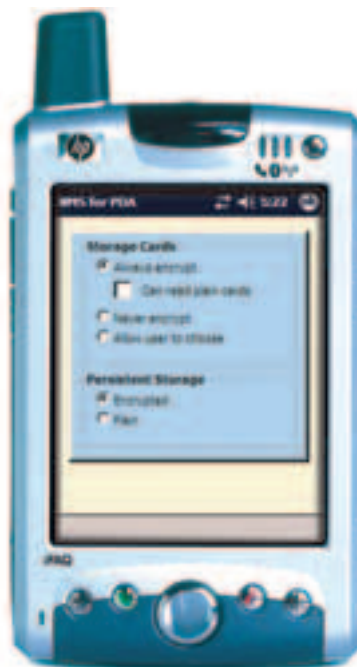 hp
for PDA 5:22
Storage Cards
Always encrypt
Can read plain cards
Never encrypt
Allow user to choose
Persistent Storage
Encrypted
Plain
iPAQ